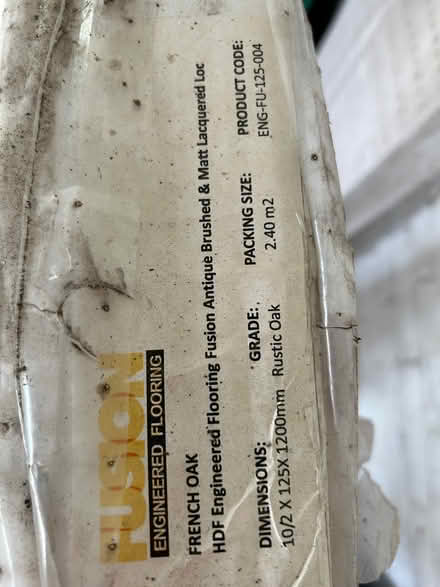 FUSION
ENGINEERED FLOORING
FRENCH OAK
HDF Engineered Flooring Fusion Antique Brushed & Matt Lacquered Loc
DIMENSIONS: GRADE: PACKING SIZE: PRODUCT CODE:
10/2 X 125X 1200mm Rustic Oak 2.40 m2 ENG-FU-125-004